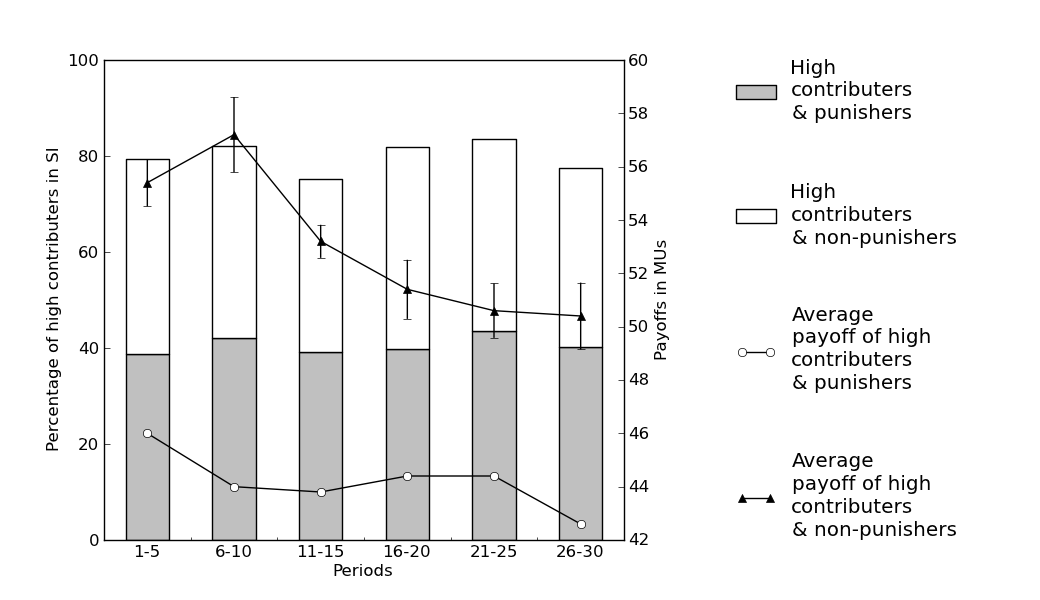 100
80
60
40
20
0
Percentage of high contributers in SI
60
58
56
54
52
50
48
46
44
42
Payoffs in MUs
1-5
6-10
11-15
16-20
21-25
26-30
Periods
High
contributers
& punishers
High
contributers
& non-punishers
Average
payoff of high
contributers
& punishers
Average
payoff of high
contributers
& non-punishers